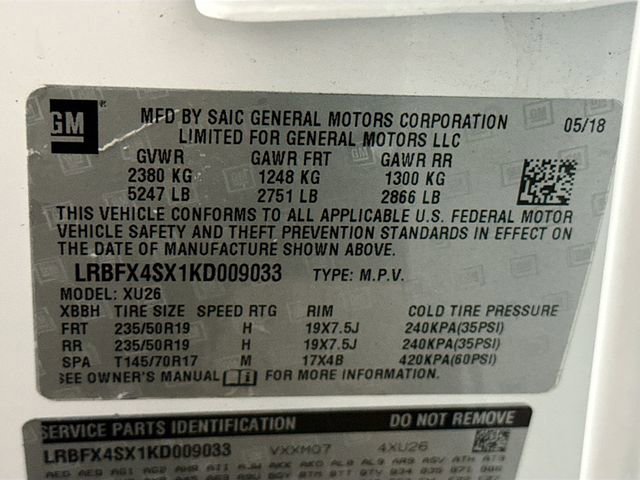 GM
MFD BY SAIC GENERAL MOTORS CORPORATION 05/18
LIMITED FOR GENERAL MOTORS LLC
GVWR GAWR FRT GAWR RR
2380 KG 1248 KG 1300 KG
5247 LB 2751 LB 2866 LB
THIS VEHICLE CONFORMS TO ALL APPLICABLE U.S. FEDERAL MOTOR
VEHICLE SAFETY AND THEFT PREVENTION STANDARDS IN EFFECT ON
THE DATE OF MANUFACTURE SHOWN ABOVE.
LRBFX4SX1KD009033 TYPE: M.P.V.
MODEL: XU26
XBBH TIRE SIZE SPEED RTG RIM COLD TIRE PRESSURE
FRT 235/50R19 H 19X7.5J 240KPA(35PSI)
RR 235/50R19 H 19X7.5J 240KPA(35PSI)
SPA T145/70R17 M 17X4B 420KPA(60PSI)
SEE OWNER'S MANUAL FOR MORE INFORMATION
SERVICE PARTS IDENTIFICATION DO NOT REMOVE
LRBFX4SX1KD009033 VXXMO7 4XU26